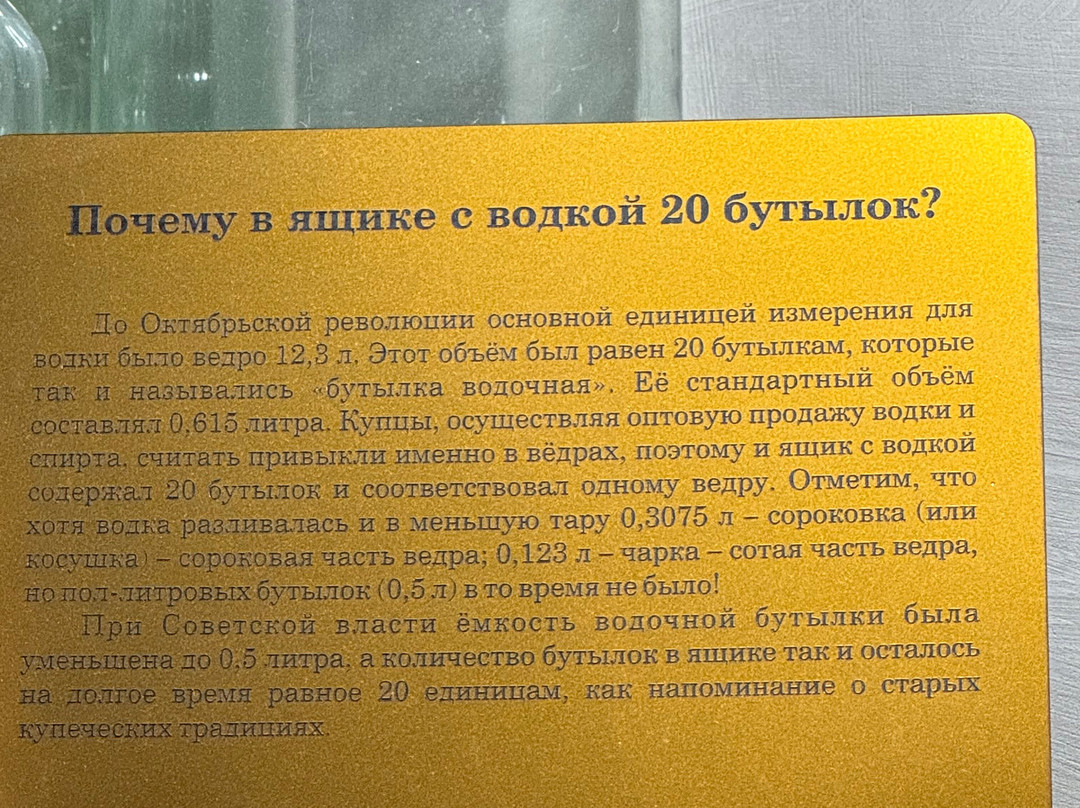 Почему в ящике с водкой 20 бутылок?
До Октябрьской революции основной единицей измерения для
водки было ведро 12,3 л. Этот объём был равен 20 бутылкам, которые
так и назывались «бутылка водочная». Её стандартный объём
составлял 0,615 литра. Купцы, осуществляя оптовую продажу водки и
спирта, считать привыкли именно в вёдрах, поэтому и ящик с водкой
содержал 20 бутылок и соответствовал одному ведру. Отметим, что
хотя водка разливалась и в меньшую тару 0,3075 л – сороковка (или
косушка) – сороковая часть ведра; 0,123 л – чарка – сотая часть ведра,
но пол-литровых бутылок (0,5 л) в то время не было!
При Советской власти ёмкость водочной бутылки была
уменьшена до 0,5 литра, а количество бутылок в ящике так и осталось
на долгое время равное 20 единицам, как напоминание о старых
купеческих традициях.